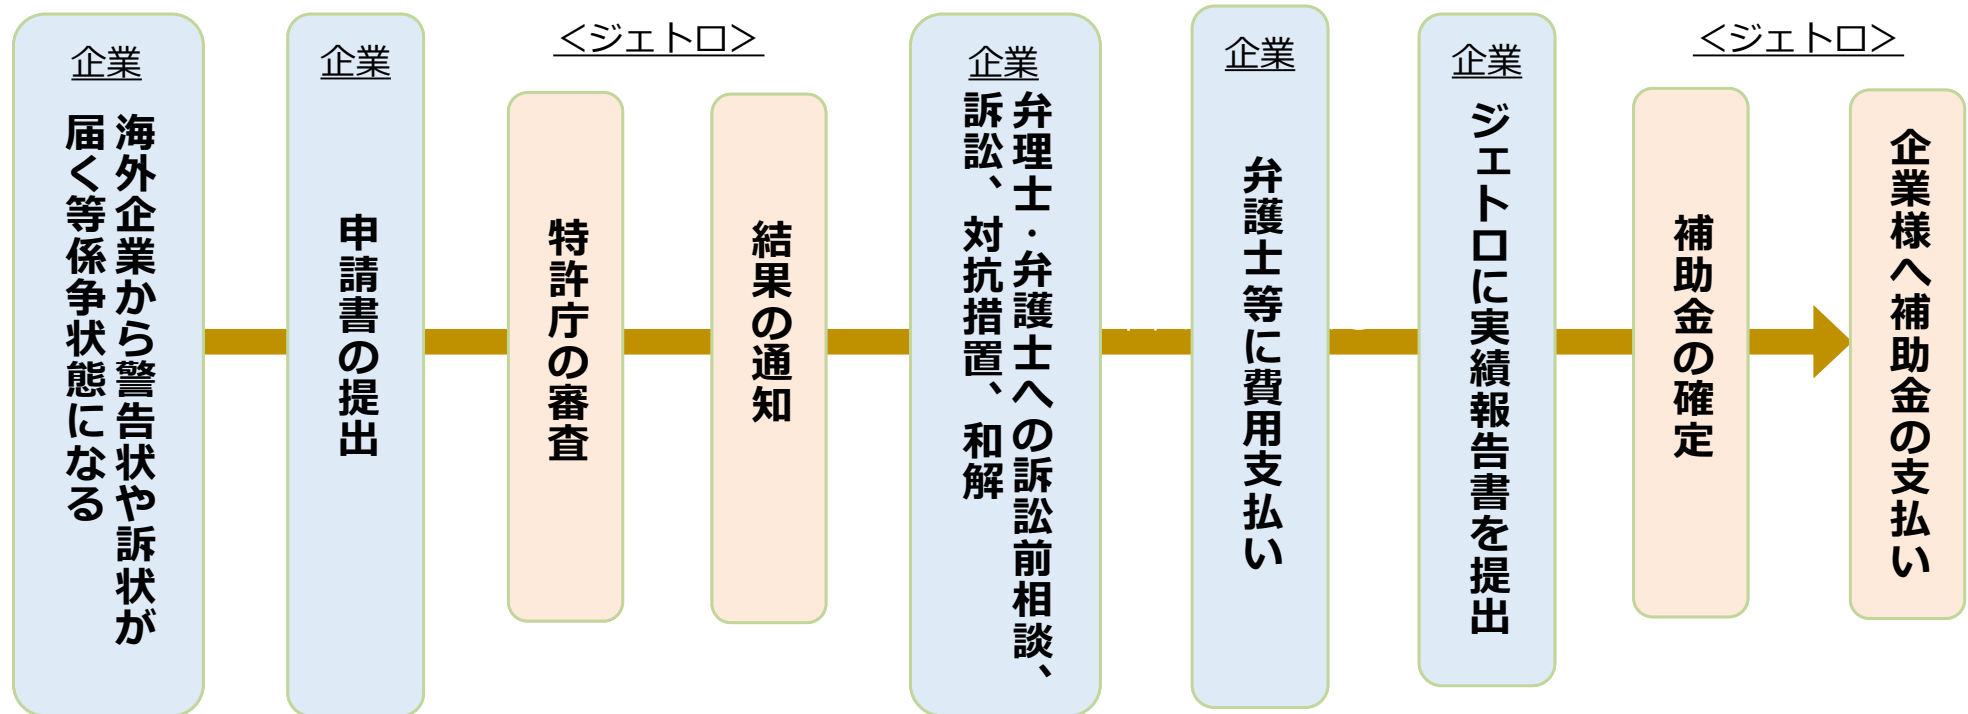 企業
海外企業から警告状や訴状が
届く等係争状態になる
企業
申請書の提出
<ジェトロ>
特許庁の審査
結果の通知
企業
弁理士・弁護士への訴訟前相談、
訴訟、対抗措置、和解
企業
弁護士等に費用支払い
企業
ジェトロに実績報告書を提出
<ジェトロ>
補助金の確定
企業様へ補助金の支払い